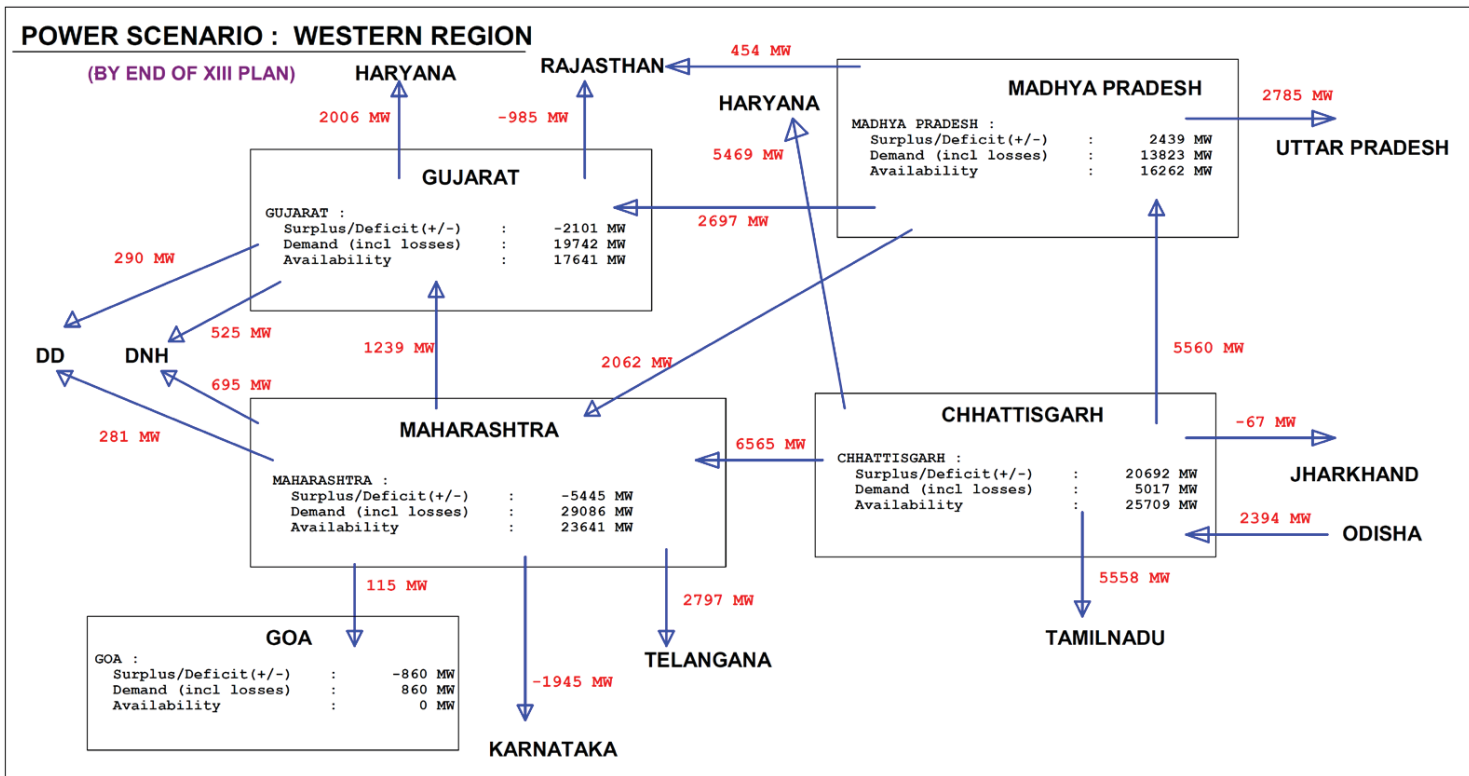 POWER SCENARIO : WESTERN REGION
(BY END OF XIII PLAN)
HARYANA
RAJASTHAN
454 MW
2006 MW
-985 MW
HARYANA
5469 MW
MADHYA PRADESH
MADHYA PRADESH :
Surplus/Deficit(+/-) : 2439 MW
Demand (incl losses) : 13823 MW
Availability : 16262 MW
2785 MW
UTTAR PRADESH
GUJARAT
GUJARAT :
Surplus/Deficit(+/-) : -2101 MW
Demand (incl losses) : 19742 MW
Availability : 17641 MW
2697 MW
290 MW
525 MW
DD
DNH
1239 MW
2062 MW
5560 MW
695 MW
281 MW
MAHARASHTRA
MAHARASHTRA :
Surplus/Deficit(+/-) : -5445 MW
Demand (incl losses) : 29086 MW
Availability : 23641 MW
6565 MW
CHHATTISGARH
CHHATTISGARH :
Surplus/Deficit(+/-) : 20692 MW
Demand (incl losses) : 5017 MW
Availability : 25709 MW
-67 MW
JHARKHAND
2394 MW
ODISHA
115 MW
2797 MW
5558 MW
GOA
GOA :
Surplus/Deficit(+/-) : -860 MW
Demand (incl losses) : 860 MW
Availability : 0 MW
TELANGANA
TAMILNADU
-1945 MW
KARNATAKA